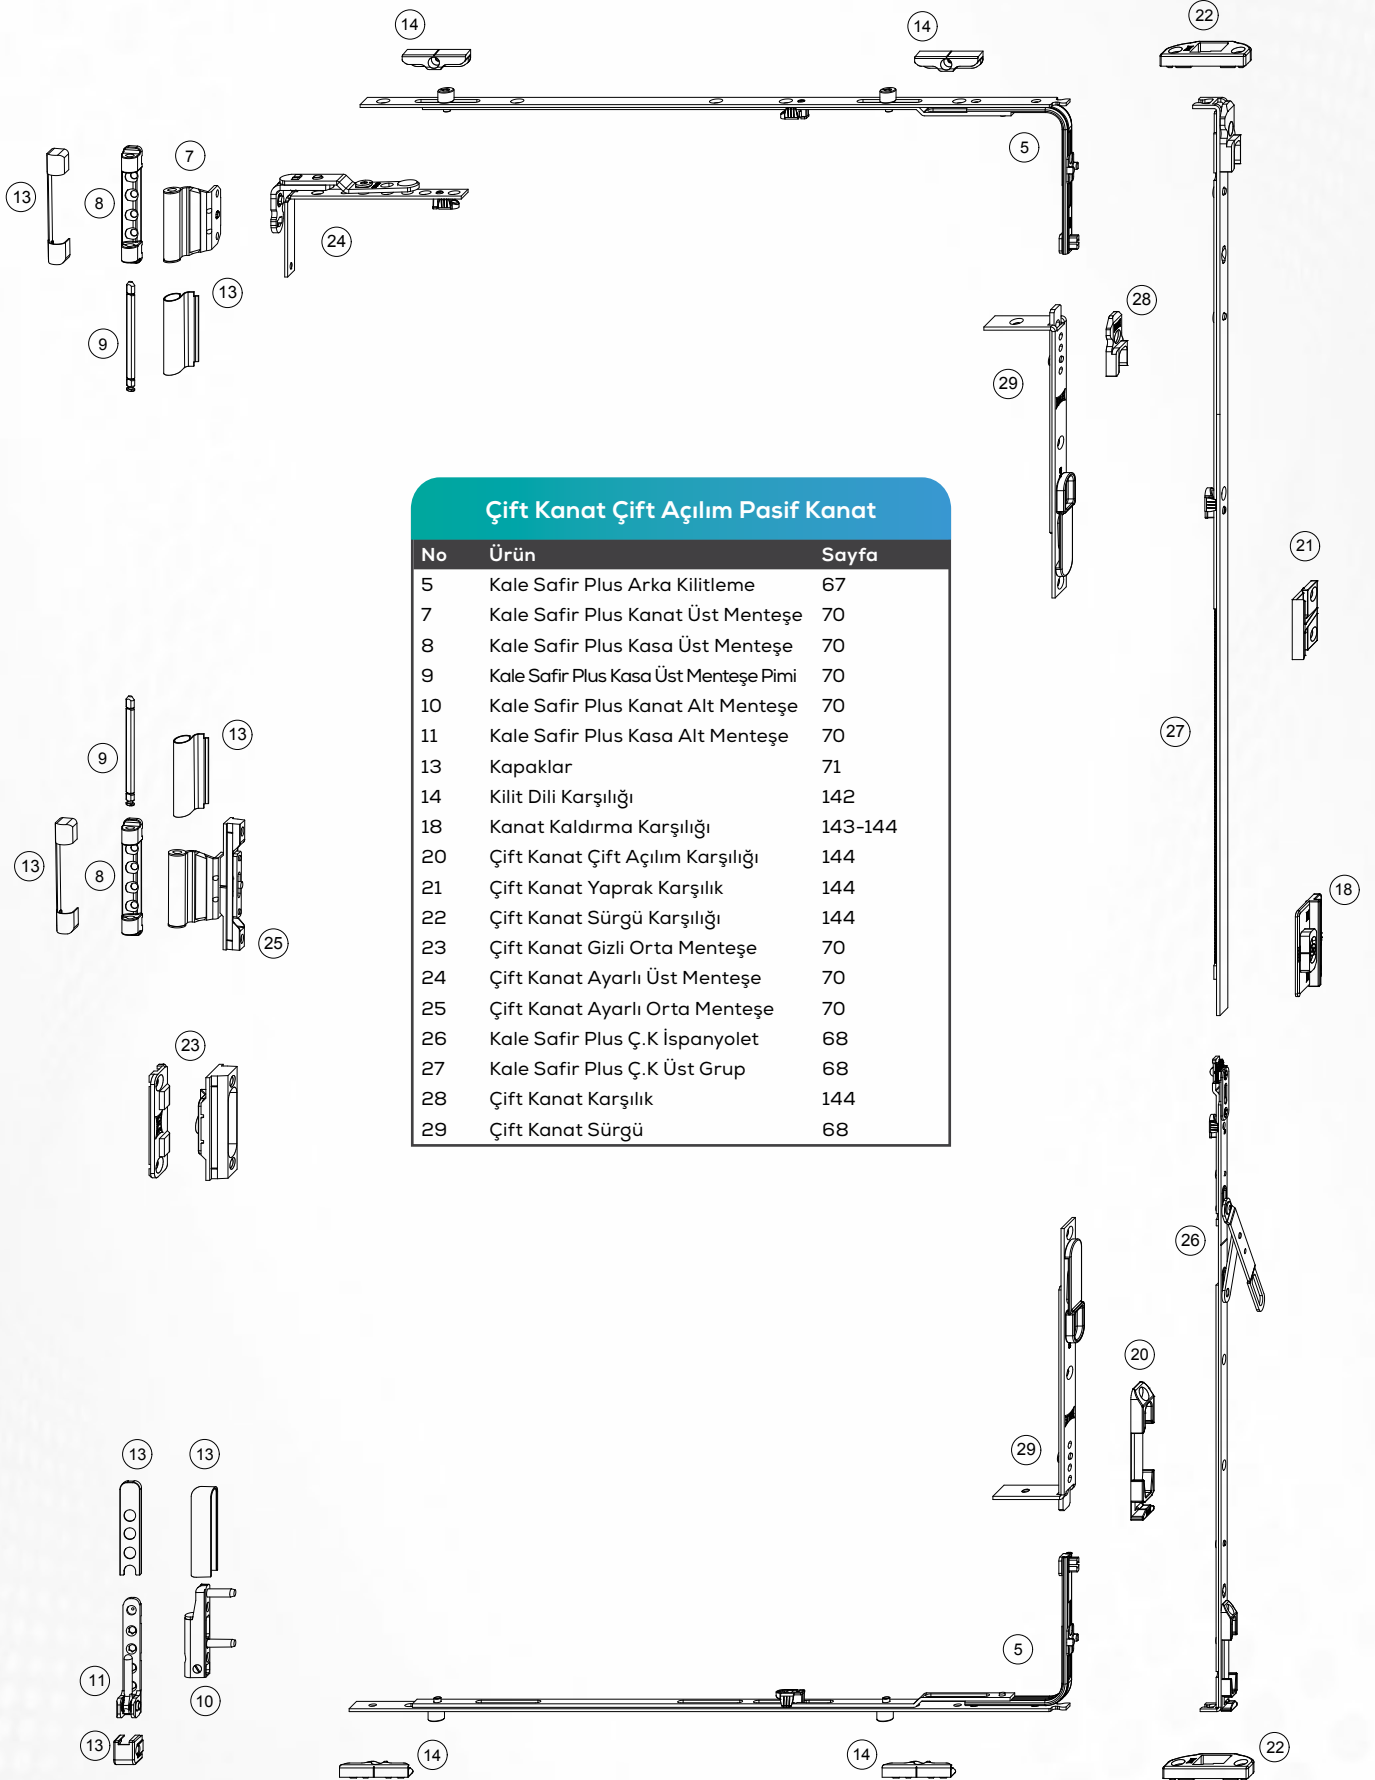 14
14
22
5
13
8
7
24
13
9
28
29
Çift Kanat Çift Açılım Pasif Kanat
No Ürün Sayfa
5 Kale Safir Plus Arka Kilitleme 67
7 Kale Safir Plus Kanat Üst Menteşe 70
8 Kale Safir Plus Kasa Üst Menteşe 70
9 Kale Safir Plus Kasa Üst Menteşe Pimi 70
10 Kale Safir Plus Kanat Alt Menteşe 70
11 Kale Safir Plus Kasa Alt Menteşe 70
13 Kapaklar 71
14 Kilit Dili Karşılığı 142
18 Kanat Kaldırma Karşılığı 143-144
20 Çift Kanat Çift Açılım Karşılığı 144
21 Çift Kanat Yaprak Karşılık 144
22 Çift Kanat Sürgü Karşılığı 144
23 Çift Kanat Gizli Orta Menteşe 70
24 Çift Kanat Ayarlı Üst Menteşe 70
25 Çift Kanat Ayarlı Orta Menteşe 70
26 Kale Safir Plus Ç.K İspanyolet 68
27 Kale Safir Plus Ç.K Üst Grup 68
28 Çift Kanat Karşılık 144
29 Çift Kanat Sürgü 68
21
27
9
13
13
8
25
18
23
26
20
29
13
13
5
11
10
13
14
14
22